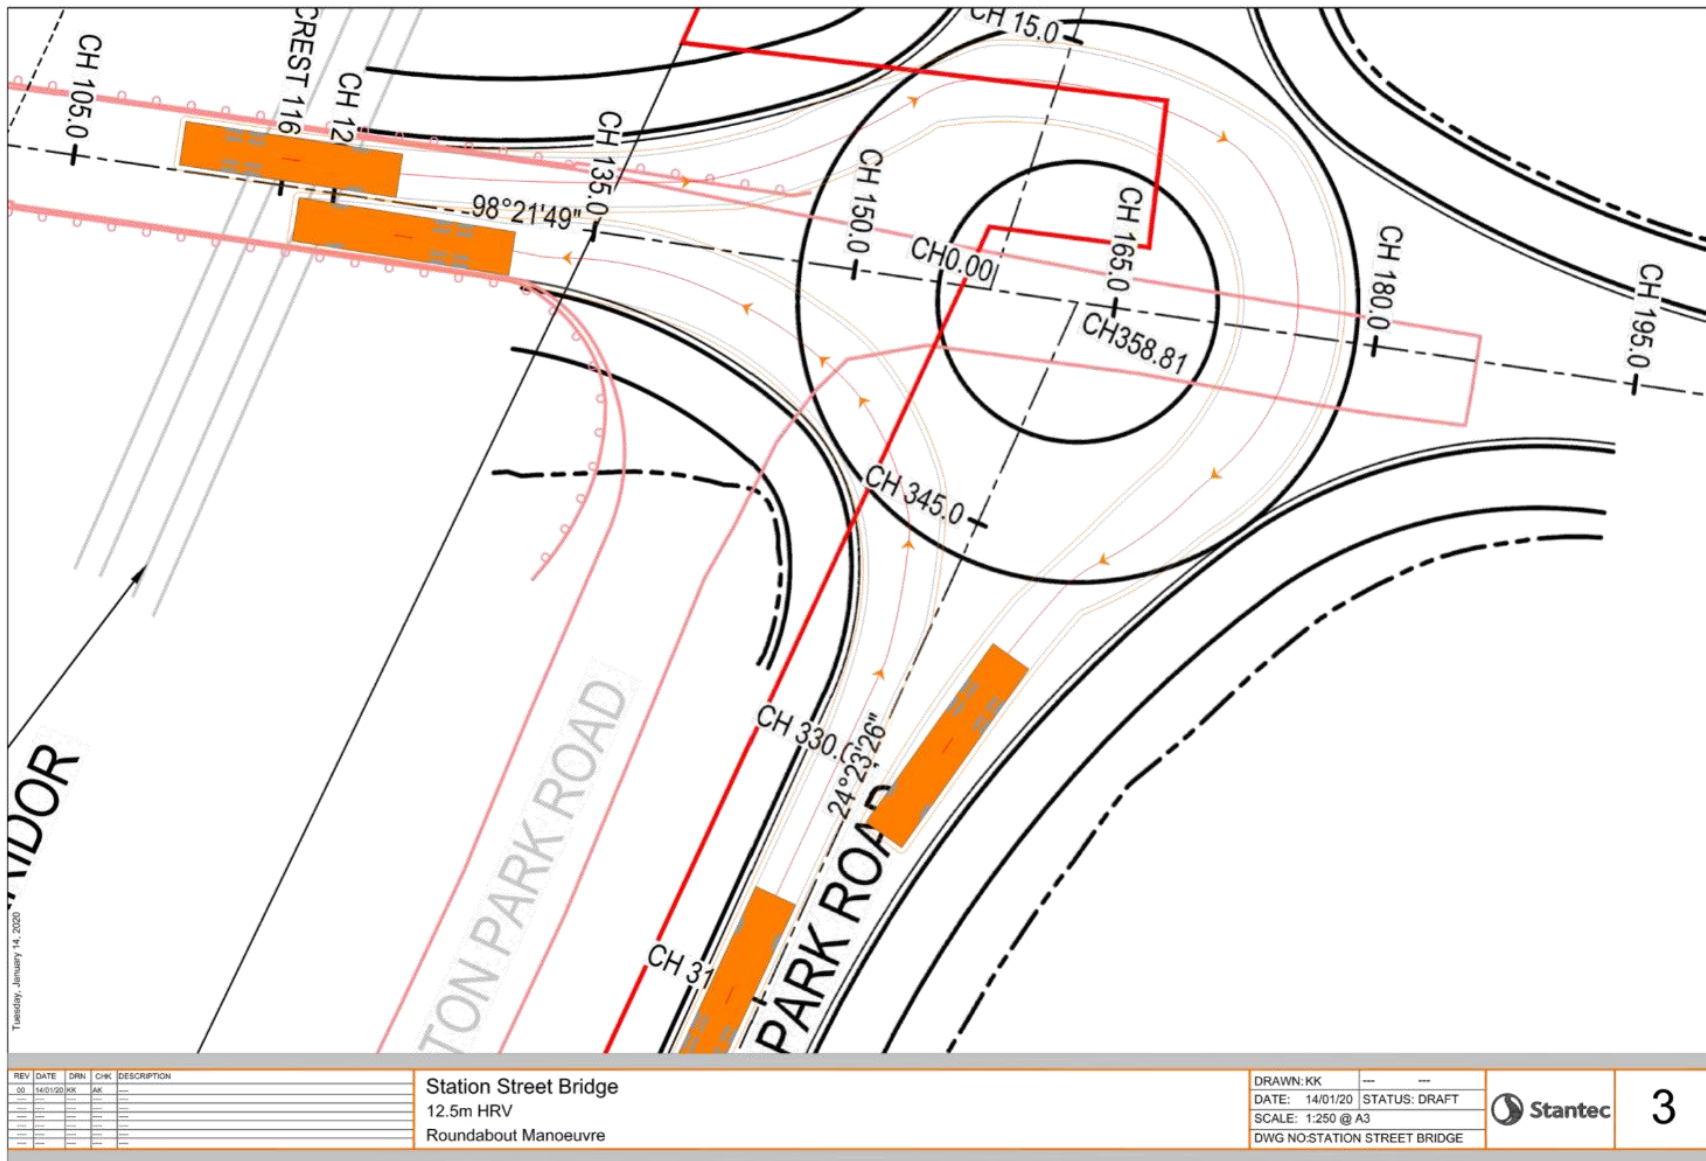 CH 15.0
CH 105.0
CREST 116
CH 12
CH 135.0
98°21'49"
CH 150.0
CH0.00
CH 165.0
CH358.81
CH 180.0
CH 195.0
CH 345.0
CH 330.
24°23'26"
CH 31
PARK ROAD
TON PARK ROAD
RIDOR
Tuesday, January 14, 2020
REV DATE DRN CHK DESCRIPTION
00 14/01/20 KK AK ---
Station Street Bridge
12.5m HRV
Roundabout Manoeuvre
DRAWN: KK --- ---
DATE: 14/01/20 STATUS: DRAFT
SCALE: 1:250 @ A3
DWG NO:STATION STREET BRIDGE
Stantec
3